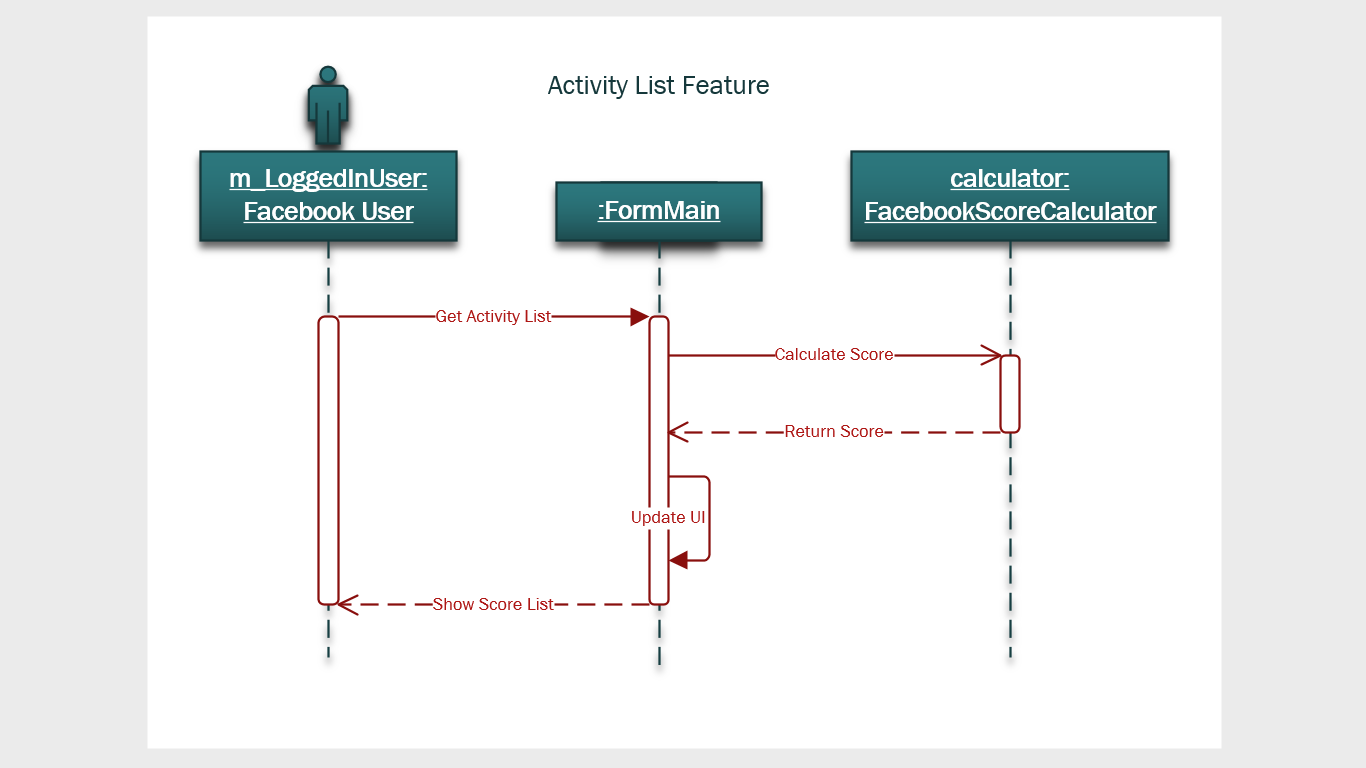 Activity List Feature
m_LoggedInUser:
Facebook User
:FormMain
calculator:
FacebookScoreCalculator
Get Activity List
Calculate Score
Return Score
Update UI
Show Score List